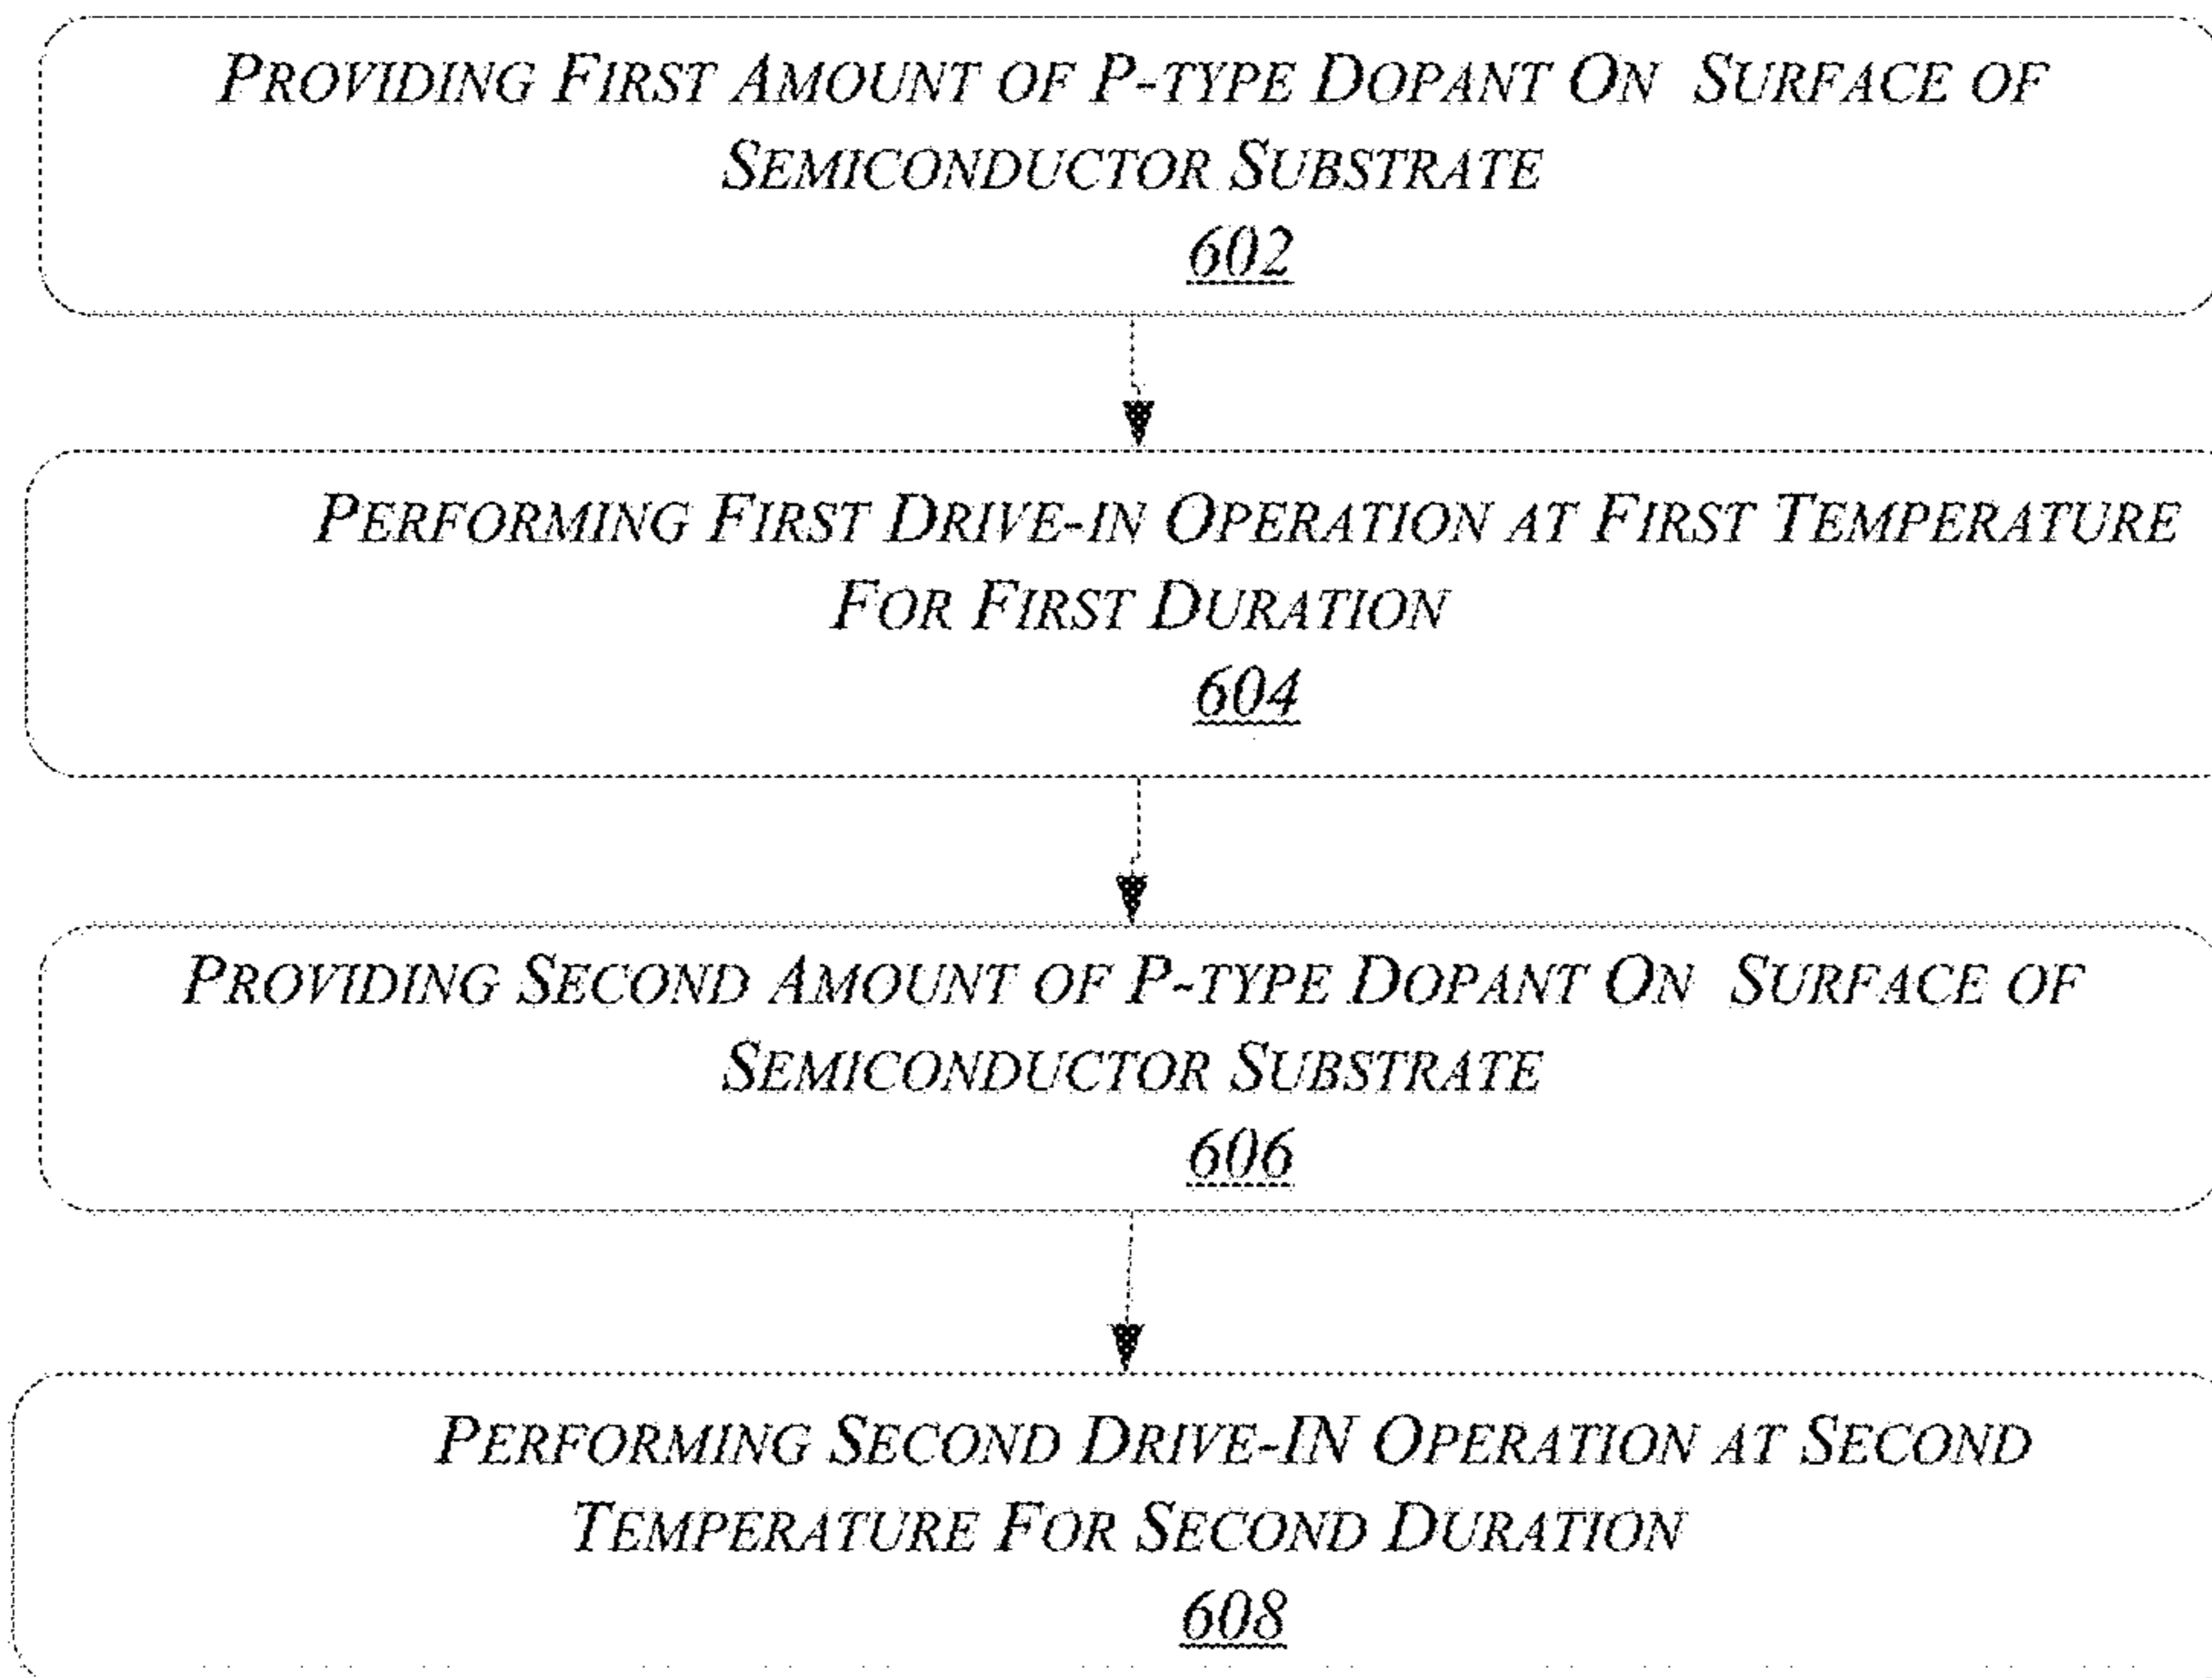 PROVIDING FIRST AMOUNT OF P-TYPE DOPANT ON SURFACE OF
SEMICONDUCTOR SUBSTRATE
602
PERFORMING FIRST DRIVE-IN OPERATION AT FIRST TEMPERATURE
FOR FIRST DURATION
604
PROVIDING SECOND AMOUNT OF P-TYPE DOPANT ON SURFACE OF
SEMICONDUCTOR SUBSTRATE
606
PERFORMING SECOND DRIVE-IN OPERATION AT SECOND
TEMPERATURE FOR SECOND DURATION
608